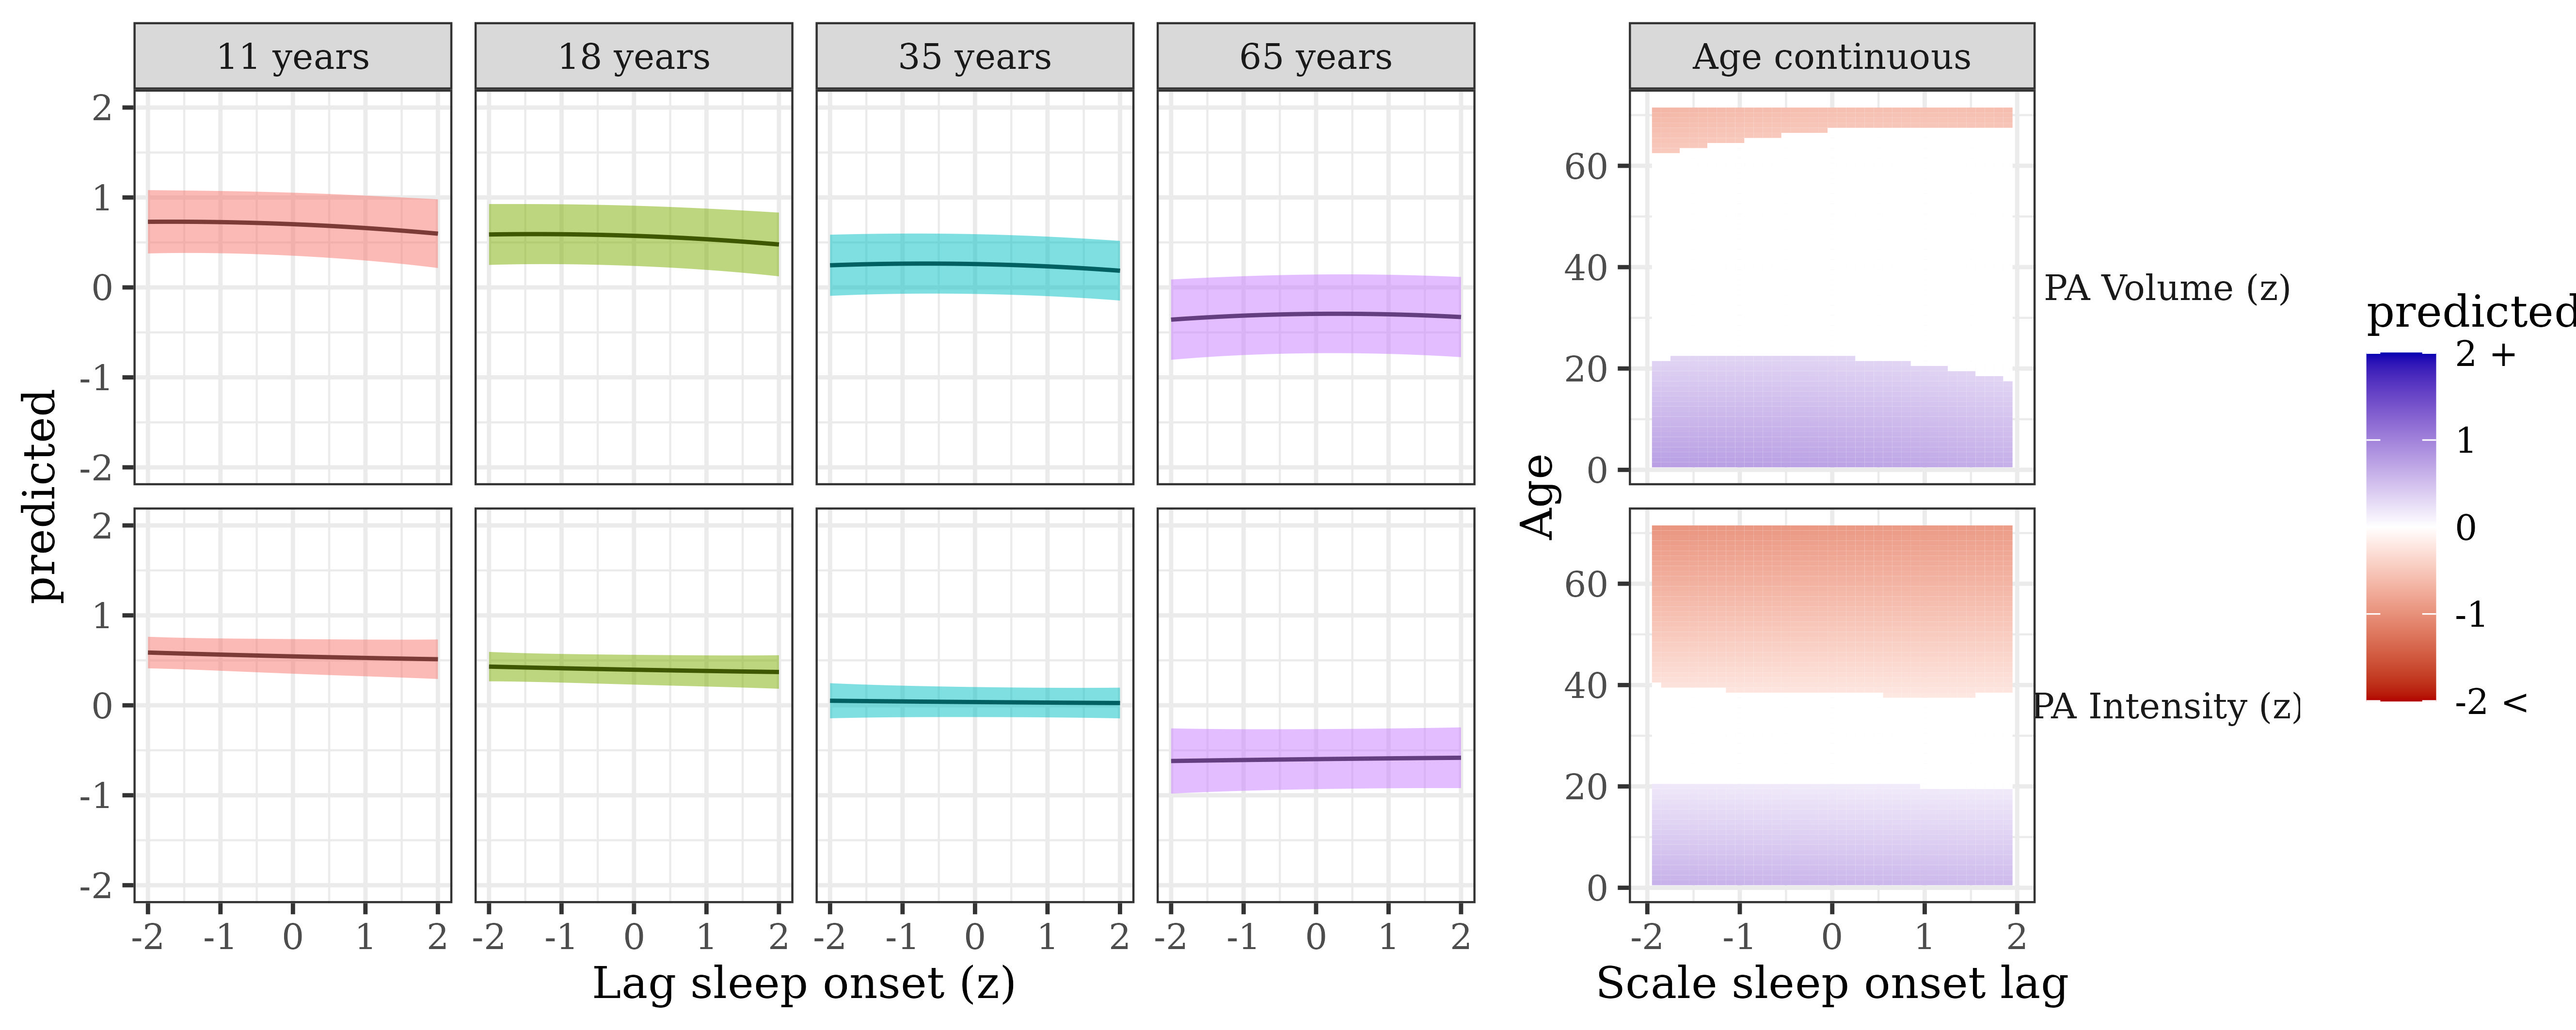 11 years
18 years
35 years
65 years
Age continuous
2
1
0
-1
-2
60
40
20
0
PA Volume (z)
predicted
2 +
1
0
-1
-2 <
predicted
Age
2
1
0
-1
-2
60
40
20
0
PA Intensity (z)
-2 -1 0 1 2
-2 -1 0 1 2
-2 -1 0 1 2
-2 -1 0 1 2
-2 -1 0 1 2
Lag sleep onset (z)
Scale sleep onset lag